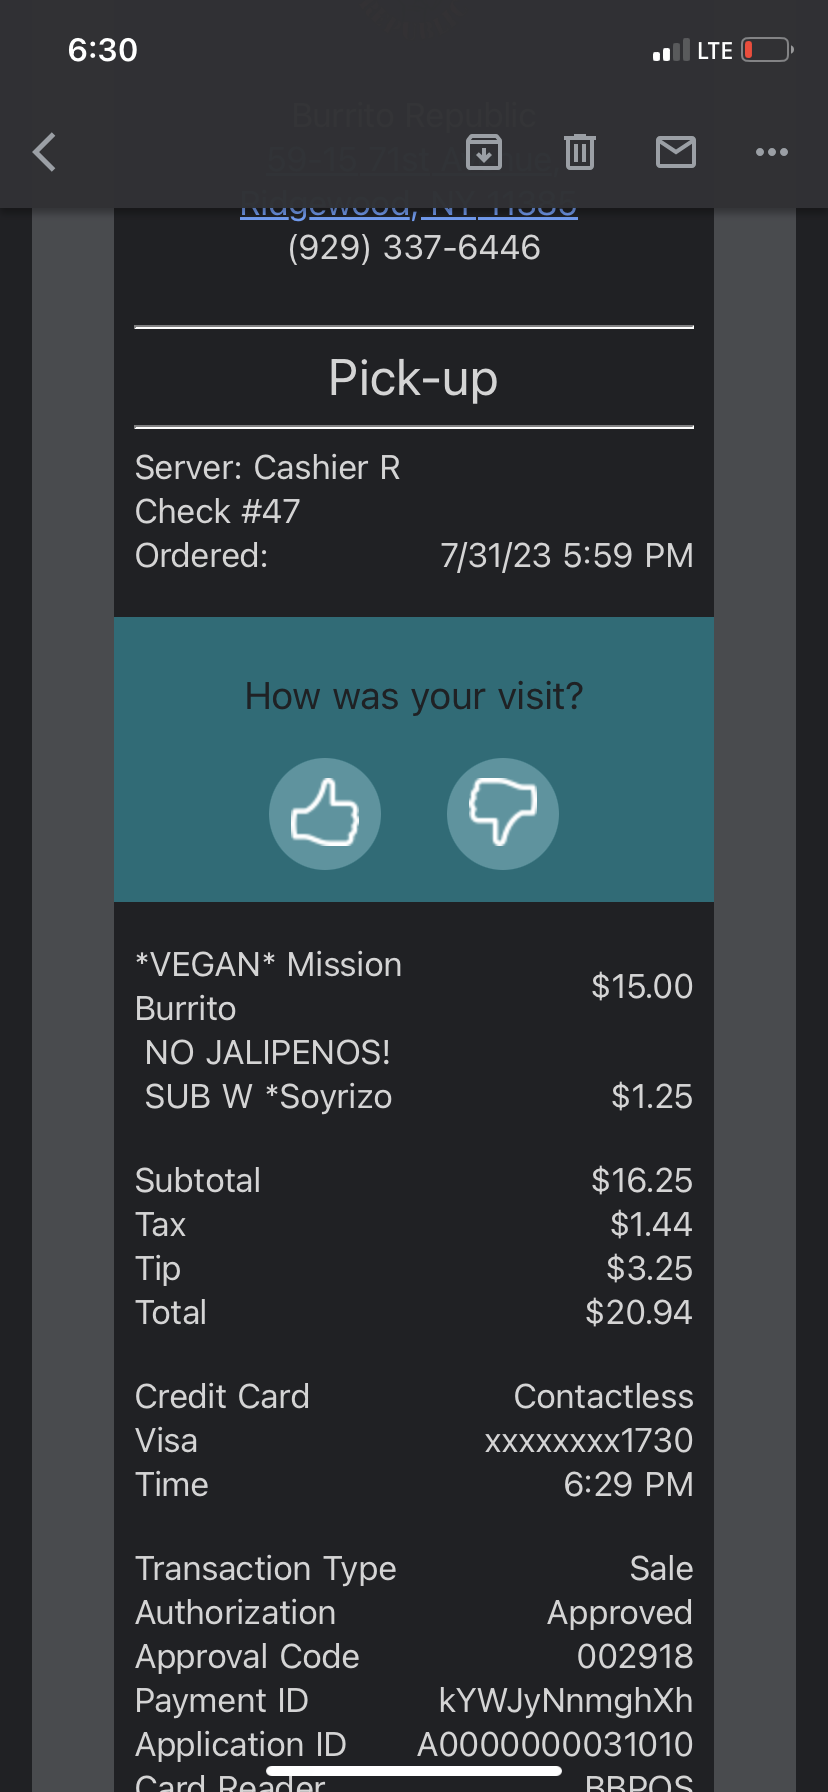 6:30
LTE
Burrito Republic
59-15 71st
Ridgewood, NY 11385
(929) 337-6446
Pick-up
Server: Cashier R
Check #47
Ordered: 7/31/23 5:59 PM
How was your visit?
*VEGAN* Mission
Burrito $15.00
NO JALIPENOS!
SUB W *Soyrizo $1.25
Subtotal $16.25
Tax $1.44
Tip $3.25
Total $20.94
Credit Card Contactless
Visa xxxxxxxx1730
Time 6:29 PM
Transaction Type Sale
Authorization Approved
Approval Code 002918
Payment ID kYWJyNnmghXh
Application ID A0000000031010
Card Reader BBPOS